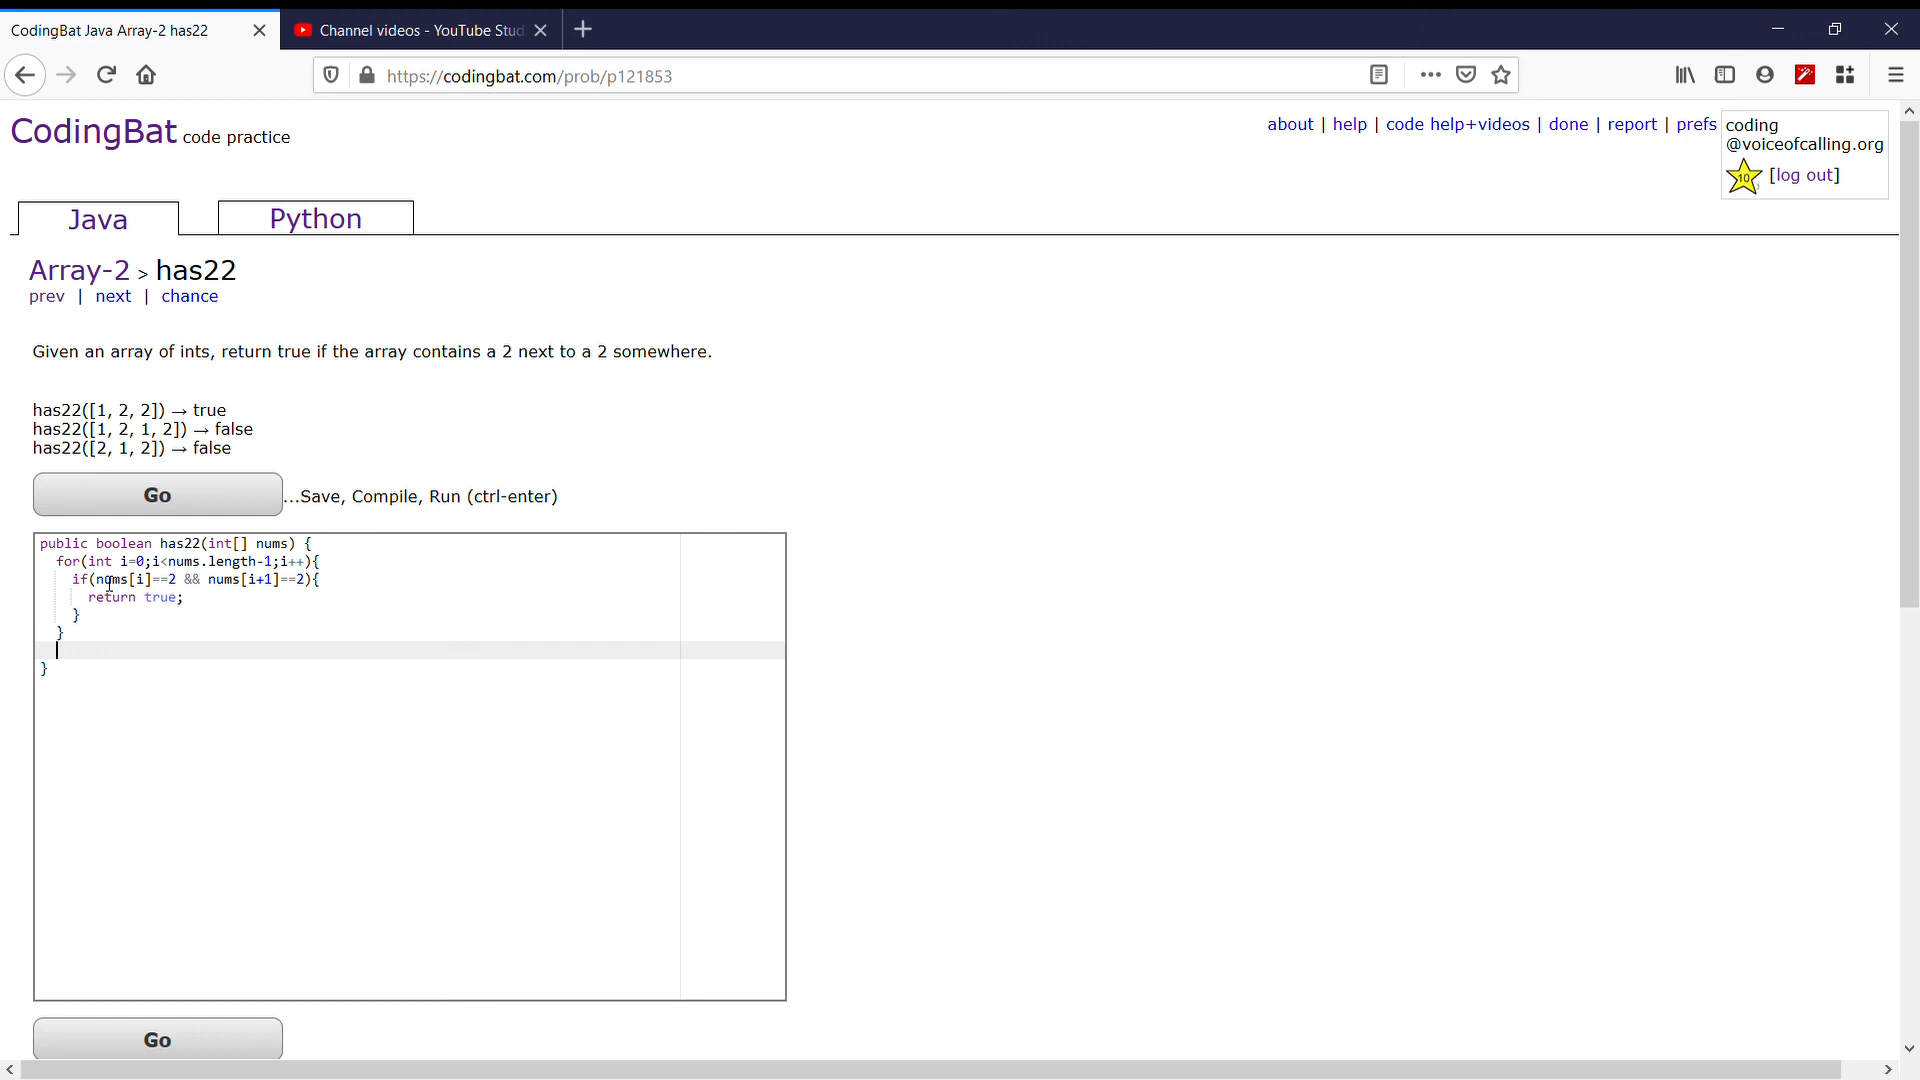 CodingBat Java Array-2 has22
Channel videos - YouTube Stud
https://codingbat.com/prob/p121853
CodingBat code practice
about | help | code help+videos | done | report | prefs
coding
@voiceofcalling.org
10
[log out]
Java
Python
Array-2 > has22
prev | next | chance
Given an array of ints, return true if the array contains a 2 next to a 2 somewhere.
has22([1, 2, 2]) → true
has22([1, 2, 1, 2]) → false
has22([2, 1, 2]) → false
Go
...Save, Compile, Run (ctrl-enter)
public boolean has22(int[] nums) {
for(int i=0;i<nums.length-1;i++){
if(nums[i]==2 && nums[i+1]==2){
return true;
}
}
}
Go